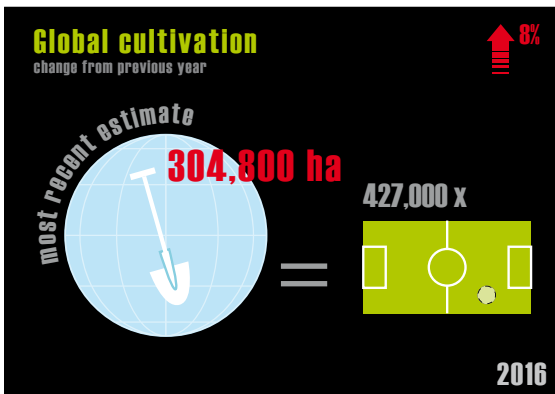 Global cultivation
change from previous year
8%
most recent estimate
304,800 ha
427,000 x
=
2016